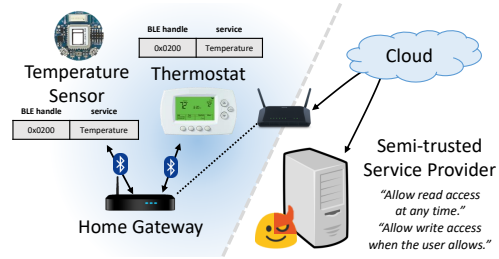 BLE handle service
0x0200 Temperature
Temperature
Sensor
Thermostat
BLE handle service
0x0200 Temperature
72
Home Gateway
Cloud
Semi-trusted
Service Provider
“Allow read access
at any time.”
“Allow write access
when the user allows.”